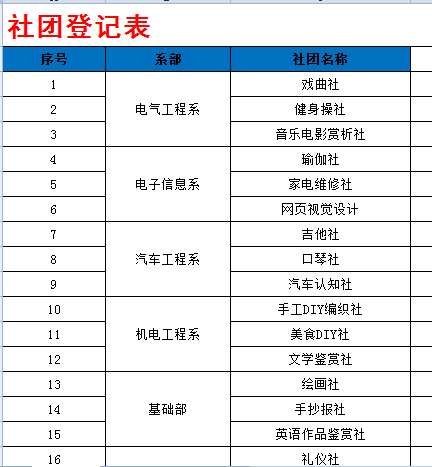 社团登记表
序号 系部 社团名称
1 戏曲社
2 电气工程系 健身操社
3 音乐电影赏析社
4 瑜伽社
5 电子信息系 家电维修社
6 网页视觉设计
7 吉他社
8 汽车工程系 口琴社
9 汽车认知社
10 手工DIY编织社
11 机电工程系 美食DIY社
12 文学鉴赏社
13 绘画社
14 基础部 手抄报社
15 英语作品鉴赏社
16 礼仪社